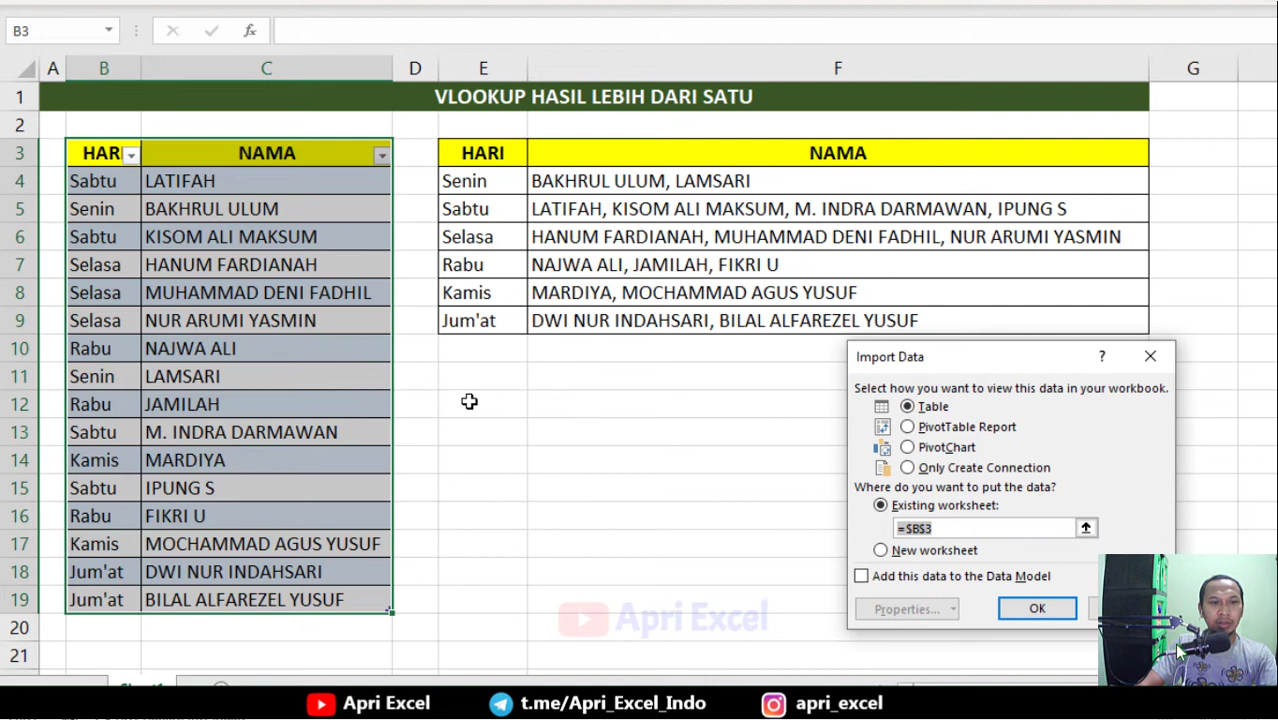 B3
fx
A B C D E F G
1 VLOOKUP HASIL LEBIH DARI SATU
2
3 HARI NAMA HARI NAMA
4 Sabtu LATIFAH Senin BAKHRUL ULUM, LAMSARI
5 Senin BAKHRUL ULUM Sabtu LATIFAH, KISOM ALI MAKSUM, M. INDRA DARMAWAN, IPUNG S
6 Sabtu KISOM ALI MAKSUM Selasa HANUM FARDIANAH, MUHAMMAD DENI FADHIL, NUR ARUMI YASMIN
7 Selasa HANUM FARDIANAH Rabu NAJWA ALI, JAMILAH, FIKRI U
8 Selasa MUHAMMAD DENI FADHIL Kamis MARDIYA, MOCHAMMAD AGUS YUSUF
9 Selasa NUR ARUMI YASMIN Jum'at DWI NUR INDAHSARI, BILAL ALFAREZEL YUSUF
10 Rabu NAJWA ALI
11 Senin LAMSARI
12 Rabu JAMILAH
13 Sabtu M. INDRA DARMAWAN
14 Kamis MARDIYA
15 Sabtu IPUNG S
16 Rabu FIKRI U
17 Kamis MOCHAMMAD AGUS YUSUF
18 Jum'at DWI NUR INDAHSARI
19 Jum'at BILAL ALFAREZEL YUSUF
20
21
Import Data ?
Select how you want to view this data in your workbook.
Table
PivotTable Report
PivotChart
Only Create Connection
Where do you want to put the data?
Existing worksheet:
=$B$3
New worksheet
Add this data to the Data Model
Properties... OK
Apri Excel
Apri Excel t.me/Apri_Excel_Indo apri_excel